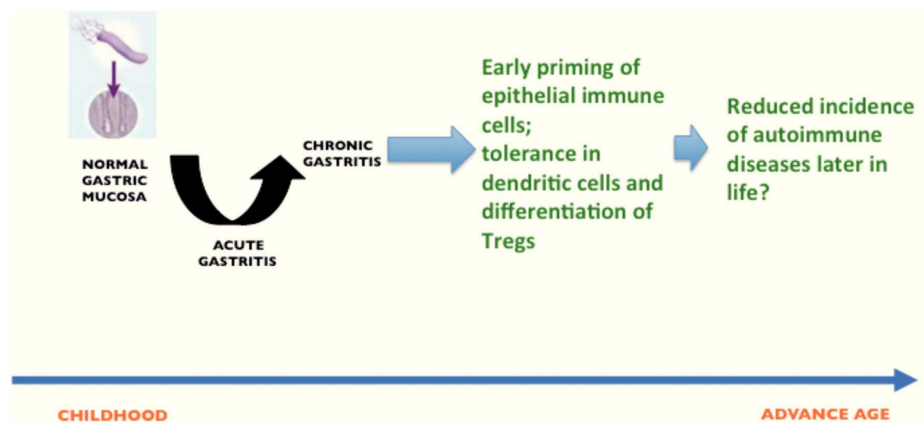 NORMAL
GASTRIC
MUCOSA
ACUTE
GASTRITIS
CHRONIC
GASTRITIS
Early priming of
epithelial immune
cells;
tolerance in
dendritic cells and
differentiation of
Tregs
Reduced incidence
of autoimmune
diseases later in
life?
CHILDHOOD
ADVANCE AGE